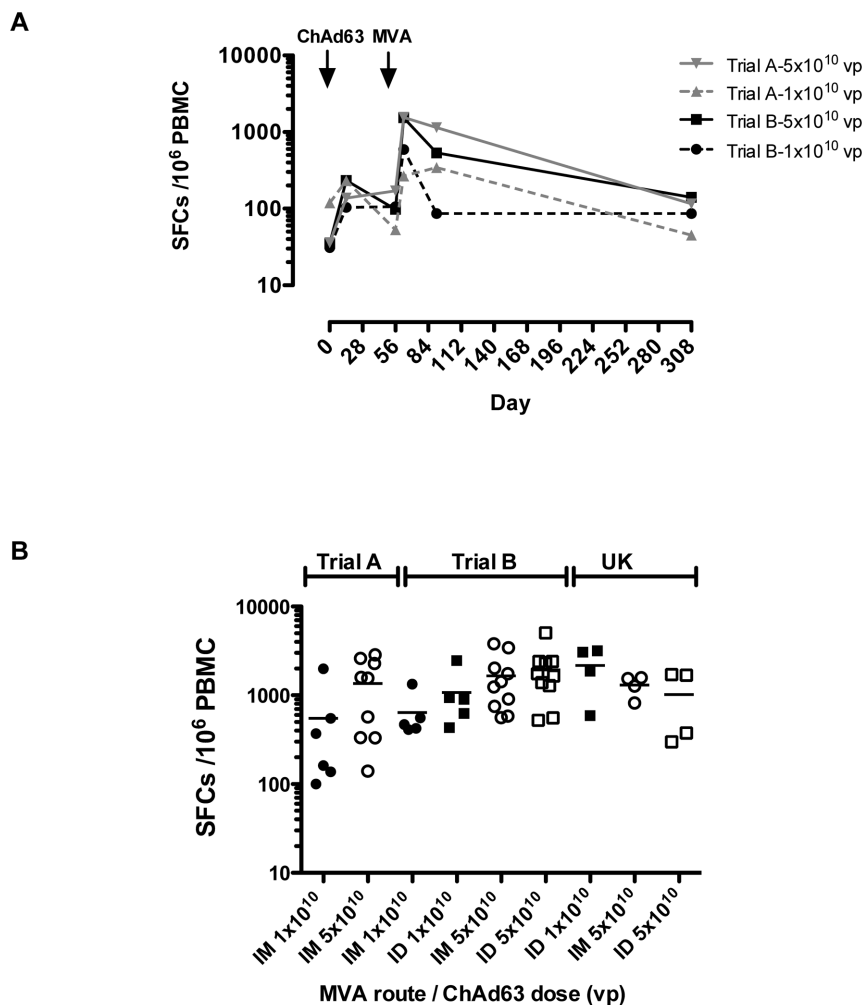 A
ChAd63 MVA
10000
1000
100
10
SFCs /10⁶ PBMC
Trial A-5x10¹⁰ vp
Trial A-1x10¹⁰ vp
Trial B-5x10¹⁰ vp
Trial B-1x10¹⁰ vp
0 28 56 84 112 140 168 196 224 252 280 308
Day
B
Trial A Trial B UK
10000
1000
100
10
SFCs /10⁶ PBMC
IM 1x10¹⁰
IM 5x10¹⁰
IM 1x10¹⁰
ID 1x10¹⁰
IM 5x10¹⁰
ID 5x10¹⁰
ID 1x10¹⁰
IM 5x10¹⁰
ID 5x10¹⁰
MVA route / ChAd63 dose (vp)